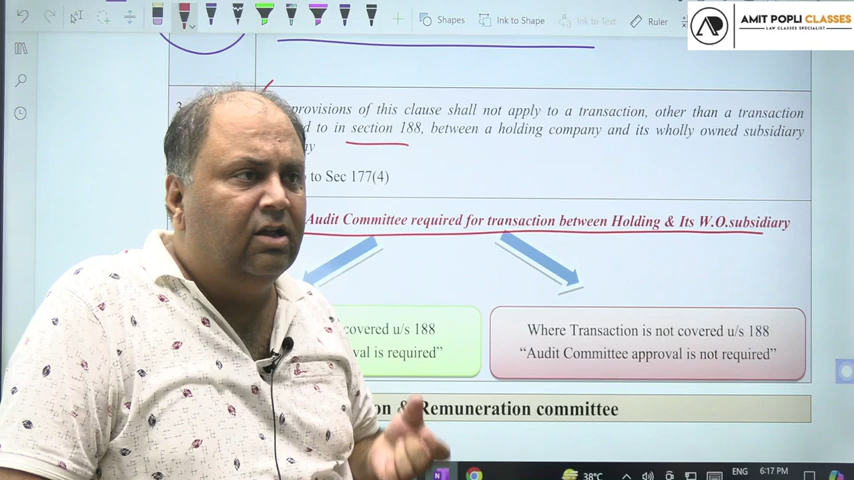 Shapes
Ink to Shape
Ink to Text
Ruler
AMIT POPLI CLASSES
LAW CLASSES SPECIALIST
3
provisions of this clause shall not apply to a transaction, other than a transaction
to in section 188, between a holding company and its wholly owned subsidiary
to Sec 177(4)
Audit Committee required for transaction between Holding & Its W.O.subsidiary
covered u/s 188
is required”
Where Transaction is not covered u/s 188
“Audit Committee approval is not required”
& Remuneration committee
38°C
ENG
6:17 PM